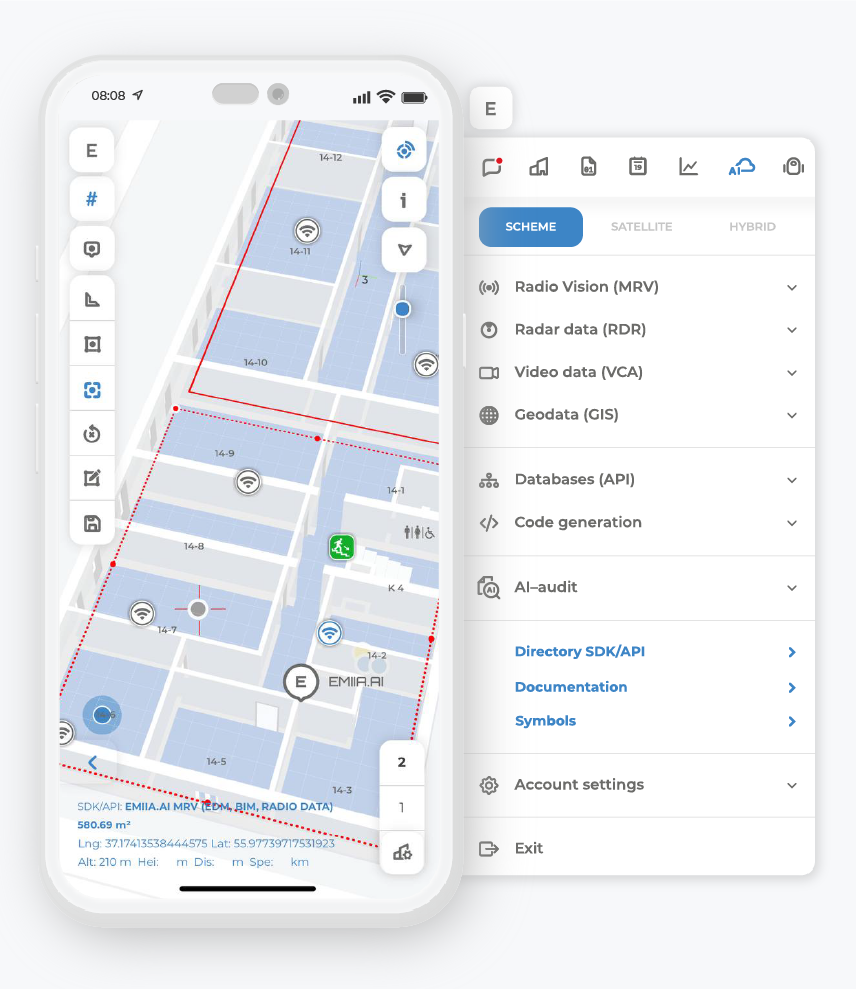 08:08
E
E
#
14-12
14-11
3
14-10
14-9
14-1
14-8
K 4
14-7
14-2
E
EMIIA.AI
14-5
14-3
2
1
SDK/API: EMIIA.AI MRV (EDM, BIM, RADIO DATA)
580.69 m²
Lng: 37.17413538444575 Lat: 55.97739717531923
Alt: 210 m Hei: m Dis: m Spe: km
01
19
AI
SCHEME SATELLITE HYBRID
Radio Vision (MRV)
Radar data (RDR)
Video data (VCA)
Geodata (GIS)
Databases (API)
Code generation
AI
AI–audit
Directory SDK/API
Documentation
Symbols
Account settings
Exit